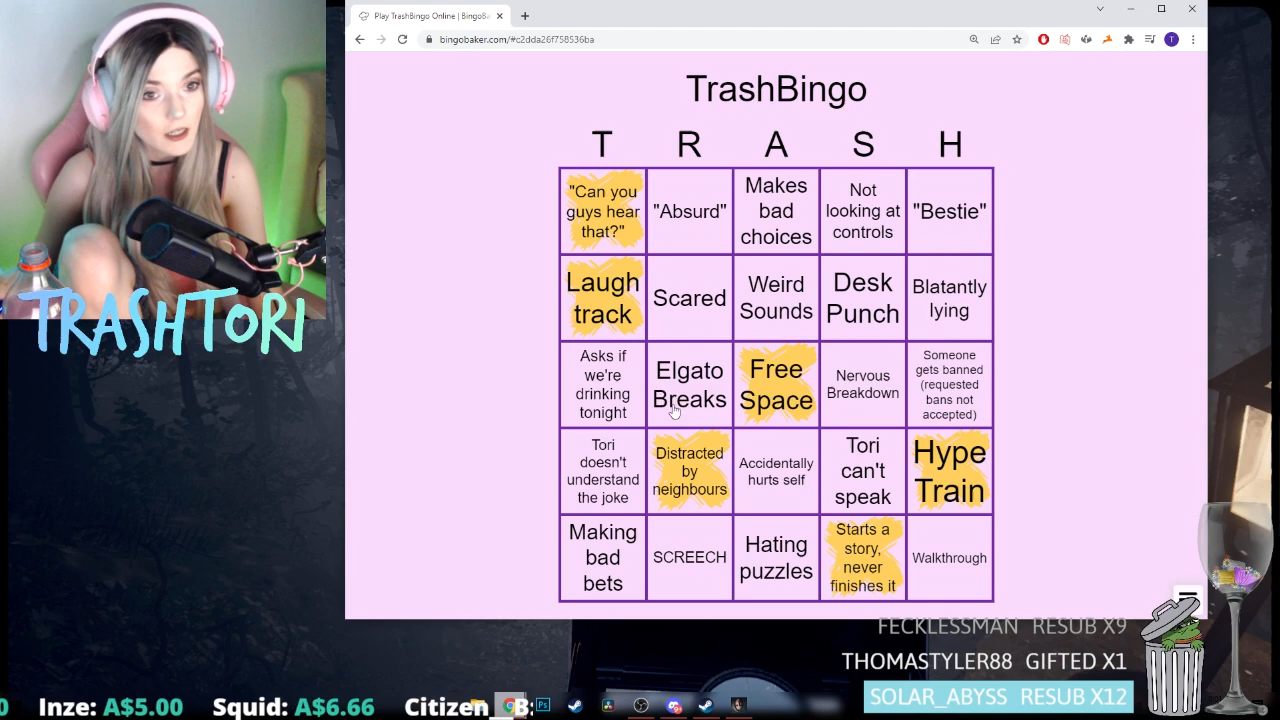 Play TrashBingo Online | BingoBa
bingobaker.com/#c2dda26f758536ba
T
TrashBingo
T R A S H
"Can you
guys hear
that?"
"Absurd"
Makes
bad
choices
Not
looking at
controls
"Bestie"
Laugh
track
Scared
Weird
Sounds
Desk
Punch
Blatantly
lying
Asks if
we're
drinking
tonight
Elgato
Breaks
Free
Space
Nervous
Breakdown
Someone
gets banned
(requested
bans not
accepted)
Tori
doesn't
understand
the joke
Distracted
by
neighbours
Accidentally
hurts self
Tori
can't
speak
Hype
Train
Making
bad
bets
SCREECH
Hating
puzzles
Starts a
story,
never
finishes it
Walkthrough
TRASHTORI
FECKLESSMAN RESUB X9
THOMASTYLER88 GIFTED X1
SOLAR_ABYSS RESUB X12
0 Inze: A$5.00 Squid: A$6.66 Citizen_B:
Ps